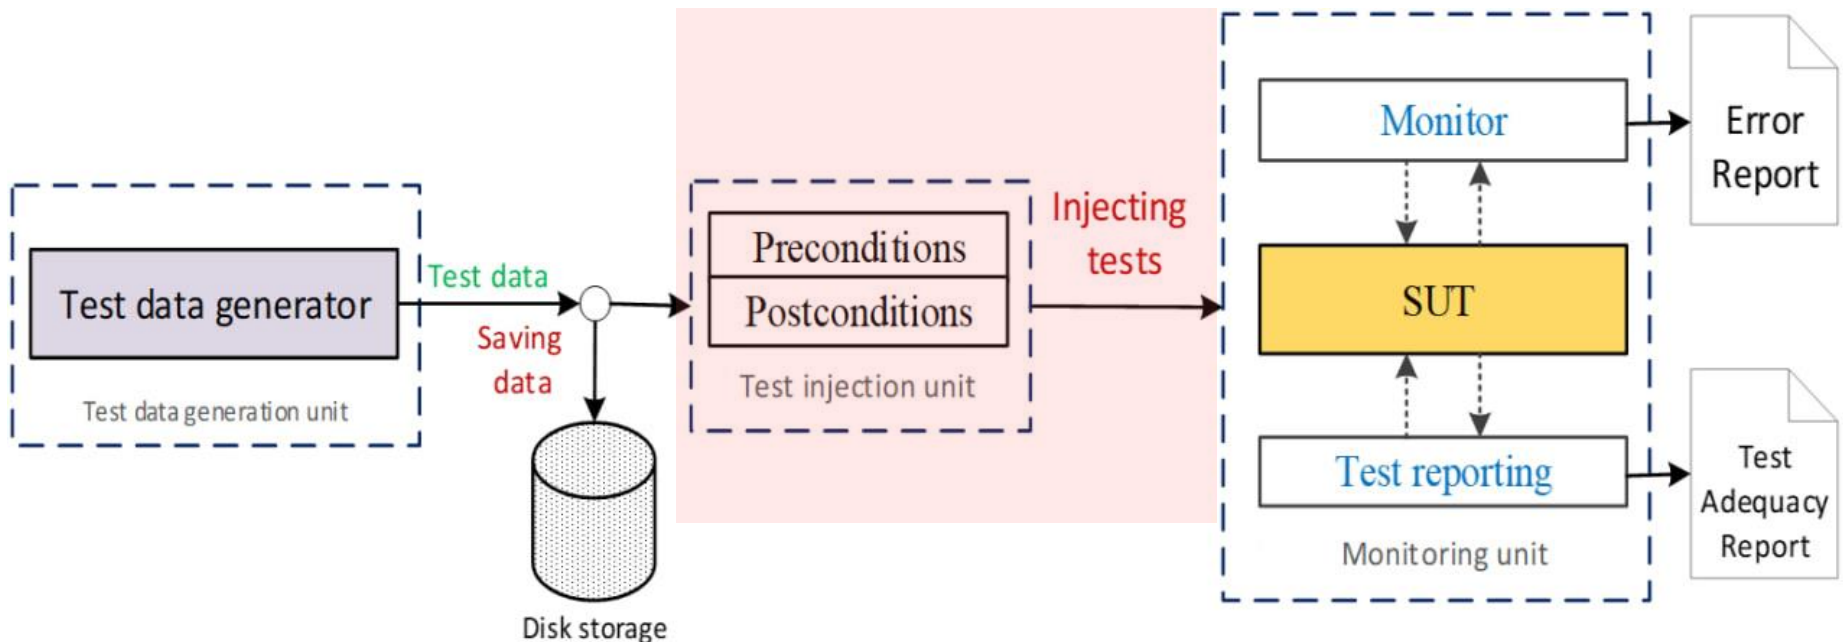 Test data generator
Test data generation unit
Test data
Saving
data
Disk storage
Preconditions
Postconditions
Test injection unit
Injecting
tests
Monitor
SUT
Test reporting
Monitoring unit
Error
Report
Test
Adequacy
Report